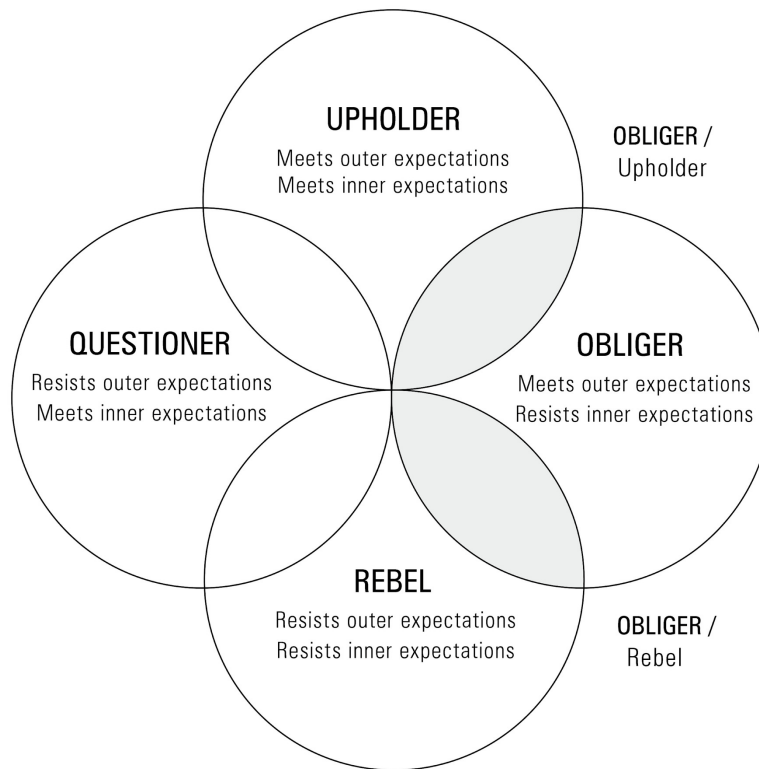 UPHOLDER
Meets outer expectations
Meets inner expectations
OBLIGER /
Upholder
QUESTIONER
Resists outer expectations
Meets inner expectations
OBLIGER
Meets outer expectations
Resists inner expectations
REBEL
Resists outer expectations
Resists inner expectations
OBLIGER /
Rebel